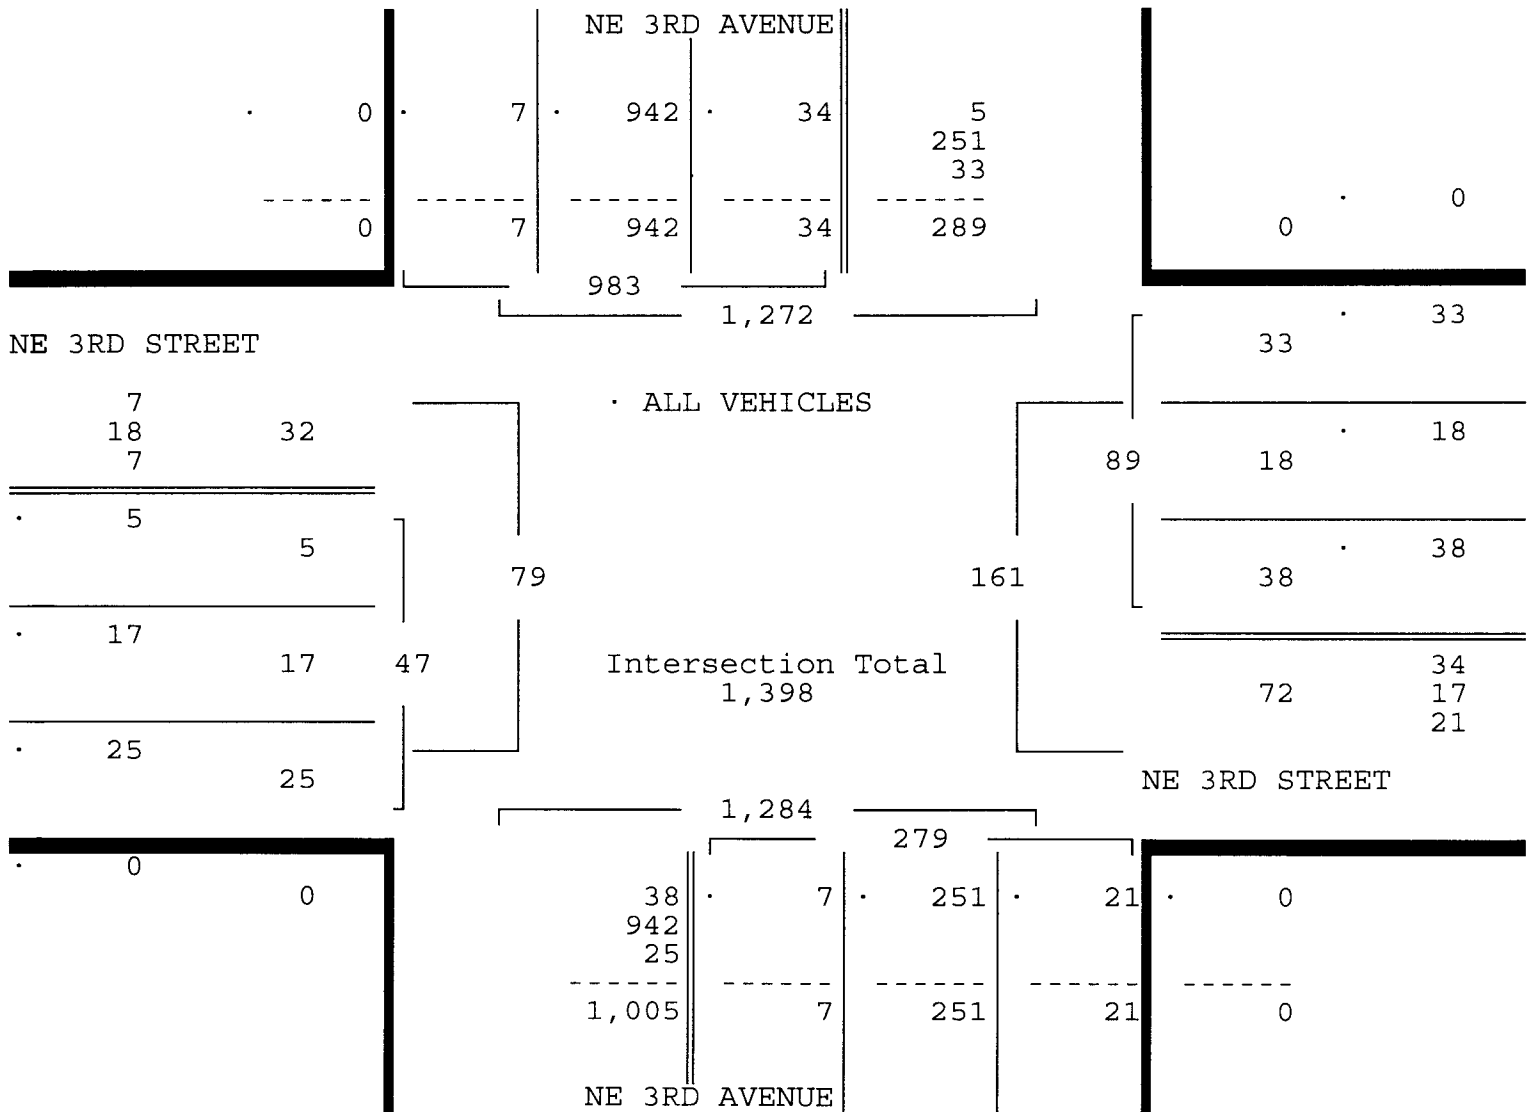 NE 3RD AVENUE
· 0 · 7 · 942 · 34 5
251
33
· 0
------ ------ ------ ------ ------
0 7 942 34 289 0
983
1,272 · 33
NE 3RD STREET 33
7 · ALL VEHICLES
18 32 · 18
7 89 18
· 5
5 · 38
79 161 38
· 17
17 47 Intersection Total 34
1,398 72 17
21
· 25
25 NE 3RD STREET
1,284
279
· 0
0 38 · 7 · 251 · 21 · 0
942
25
------ ------ ------ ------ ------
1,005 7 251 21 0
NE 3RD AVENUE